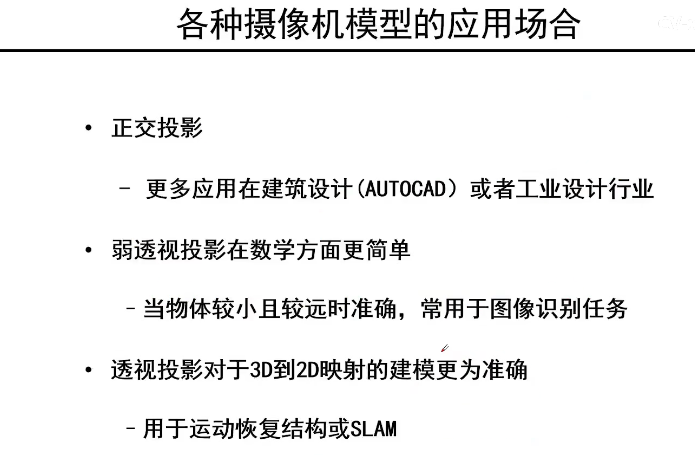 各种摄像机模型的应用场合
• 正交投影
– 更多应用在建筑设计(AUTOCAD）或者工业设计行业
• 弱透视投影在数学方面更简单
–当物体较小且较远时准确，常用于图像识别任务
• 透视投影对于3D到2D映射的建模更为准确
–用于运动恢复结构或SLAM